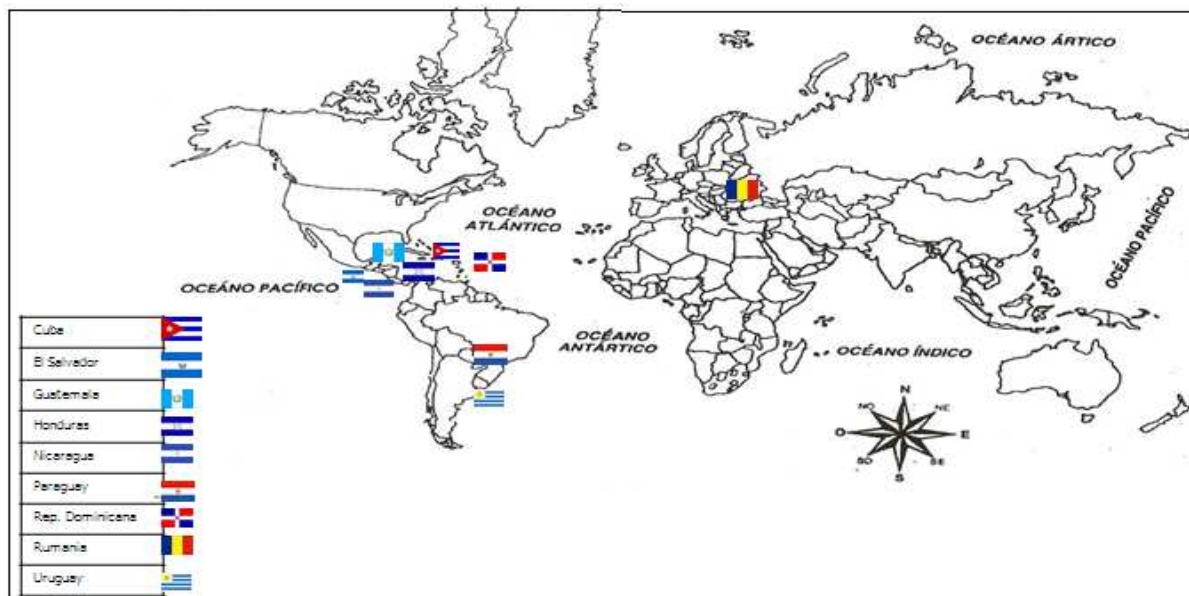 OCÉANO ÁRTICO
OCÉANO
ATLÁNTICO
OCEÁNO PACÍFICO
OCÉANO PACÍFICO
OCÉANO
ANTÁRTICO
OCÉANO ÍNDICO
N
NO
NE
O
E
SO
SE
S
Cuba
El Salvador
Guatemala
Honduras
Nicaragua
Paraguay
Rep. Dominicana
Rumania
Uruguay